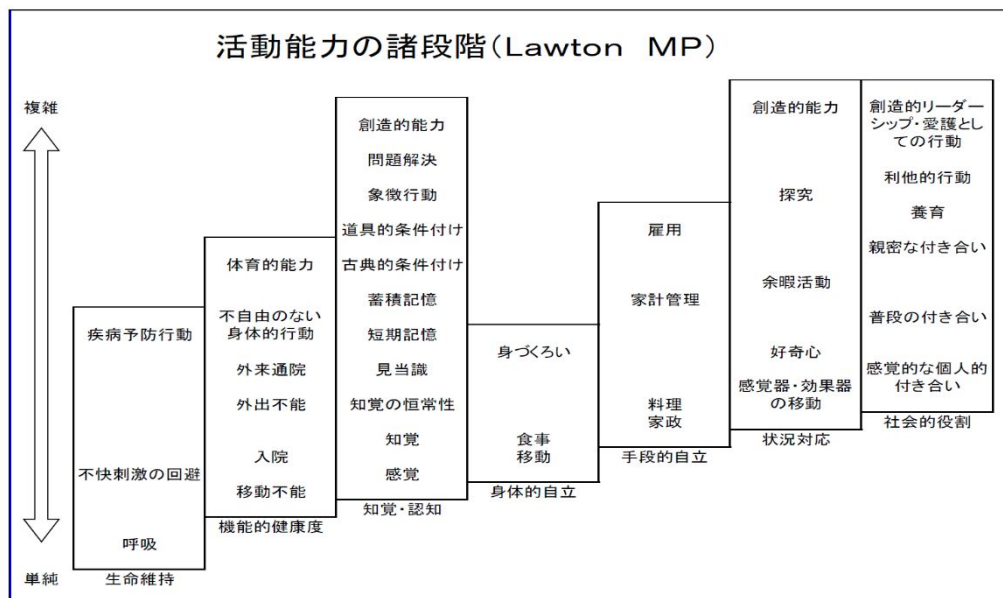 活動能力の諸段階(Lawton MP)
複雑
単純
疾病予防行動
不快刺激の回避
呼吸
生命維持
体育的能力
不自由のない
身体的行動
外来通院
外出不能
入院
移動不能
機能的健康度
創造的能力
問題解決
象徴行動
道具的条件付け
古典的条件付け
蓄積記憶
短期記憶
見当識
知覚の恒常性
知覚
感覚
知覚・認知
身づくろい
食事
移動
身体的自立
雇用
家計管理
料理
家政
手段的自立
創造的能力
探究
余暇活動
好奇心
感覚器・効果器
の移動
状況対応
創造的リーダー
シップ・愛護とし
ての行動
利他的行動
養育
親密な付き合い
普段の付き合い
感覚的な個人的
付き合い
社会的役割